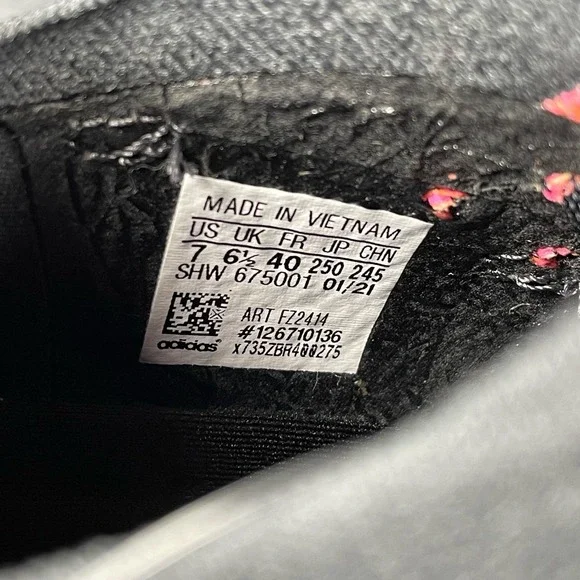 MADE IN VIETNAM
US UK FR JP CHN
7 6½ 40 250 245
SHW 675001 01/21
ART FZ2414
#126710136
adidas x735ZBR400275